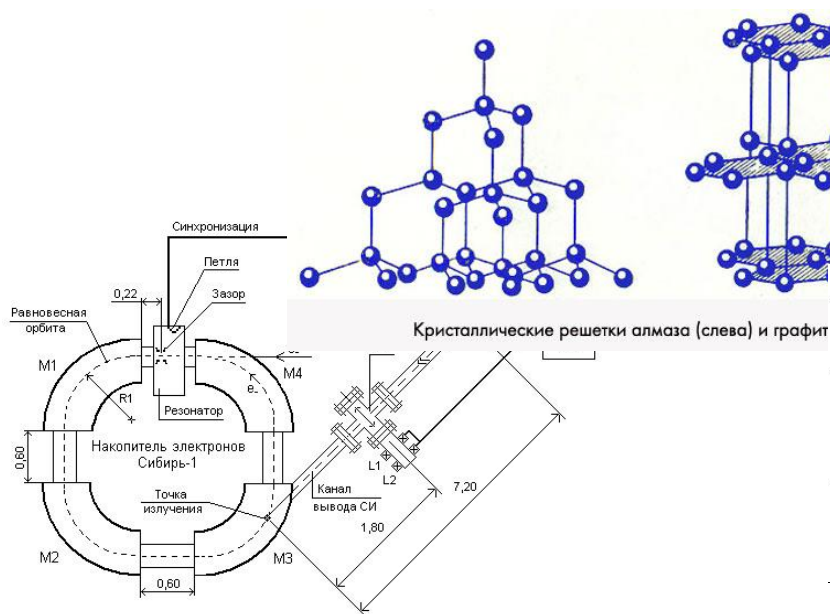 Кристаллические решетки алмаза (слева) и графит
Синхронизация
Петля
0,22
Зазор
Равновесная
орбита
M1
M4
R1
e-
Резонатор
0,60
Накопитель электронов
Сибирь-1
L1
L2
Точка
излучения
Канал
вывода СИ
7,20
1,80
M2
M3
0,60